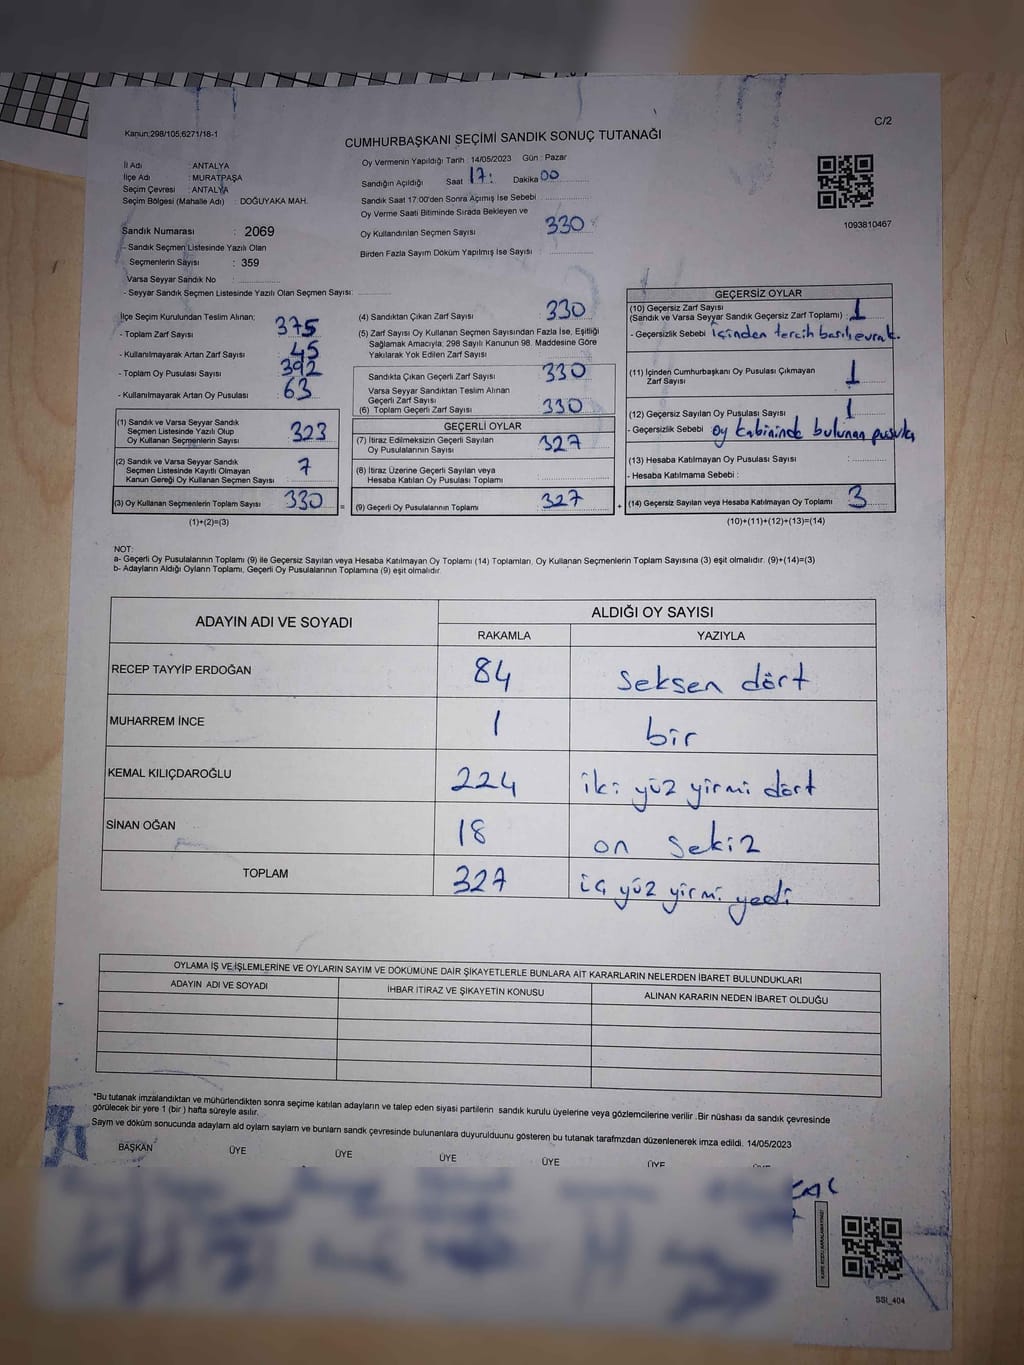 Kanun:298/105;6271/18-1
C/2
CUMHURBAŞKANI SEÇİMİ SANDIK SONUÇ TUTANAĞI
İl Adı : ANTALYA
İlçe Adı : MURATPAŞA
Seçim Çevresi : ANTALYA
Seçim Bölgesi (Mahalle Adı) : DOĞUYAKA MAH.
Sandık Numarası : 2069
- Sandık Seçmen Listesinde Yazılı Olan
Seçmenlerin Sayısı : 359
Varsa Seyyar Sandık No
- Seyyar Sandık Seçmen Listesinde Yazılı Olan Seçmen Sayısı:
Oy Vermenin Yapıldığı Tarih : 14/05/2023 Gün : Pazar
Sandığın Açıldığı Saat 17: Dakika 00
Sandık Saat 17:00'den Sonra Açımış İse Sebebi
Oy Verme Saati Bitiminde Sırada Bekleyen ve
Oy Kullandırılan Seçmen Sayısı 330
Birden Fazla Sayım Döküm Yapılmış İse Sayısı :
1093810467
İlçe Seçim Kurulundan Teslim Alınan;
- Toplam Zarf Sayısı 375
- Kullanılmayarak Artan Zarf Sayısı 45
- Toplam Oy Pusulası Sayısı 392
- Kullanılmayarak Artan Oy Pusulası 63
(1) Sandık ve Varsa Seyyar Sandık
Seçmen Listesinde Yazılı Olup
Oy Kullanan Seçmenlerin Sayısı 323
(2) Sandık ve Varsa Seyyar Sandık
Seçmen Listesinde Kayıtlı Olmayan
Kanun Gereği Oy Kullanan Seçmen Sayısı 7
(3) Oy Kullanan Seçmenlerin Toplam Sayısı 330
(1)+(2)=(3)
(4) Sandıktan Çıkan Zarf Sayısı 330
(5) Zarf Sayısı Oy Kullanan Seçmen Sayısından Fazla İse, Eşitliği
Sağlamak Amacıyla; 298 Sayılı Kanunun 98. Maddesine Göre
Yakılarak Yok Edilen Zarf Sayısı
Sandıkta Çıkan Geçerli Zarf Sayısı 330
Varsa Seyyar Sandıktan Teslim Alınan
Geçerli Zarf Sayısı
(6) Toplam Geçerli Zarf Sayısı 330
GEÇERLİ OYLAR
(7) İtiraz Edilmeksizin Geçerli Sayılan
Oy Pusulalarının Sayısı 327
(8) İtiraz Üzerine Geçerli Sayılan veya
Hesaba Katılan Oy Pusulası Toplamı
= (9) Geçerli Oy Pusulalarının Toplamı 327 +
GEÇERSİZ OYLAR
(10) Geçersiz Zarf Sayısı
(Sandık ve Varsa Seyyar Sandık Geçersiz Zarf Toplamı) : 1
- Geçersizlik Sebebi içinden tercih basılı evrak.
(11) İçinden Cumhurbaşkanı Oy Pusulası Çıkmayan
Zarf Sayısı 1
(12) Geçersiz Sayılan Oy Pusulası Sayısı 1
- Geçersizlik Sebebi oy kabininde bulunan pusula
(13) Hesaba Katılmayan Oy Pusulası Sayısı
- Hesaba Katılmama Sebebi :
(14) Geçersiz Sayılan veya Hesaba Katılmayan Oy Toplamı 3
(10)+(11)+(12)+(13)=(14)
NOT:
a- Geçerli Oy Pusulalarının Toplamı (9) ile Geçersiz Sayılan veya Hesaba Katılmayan Oy Toplamı (14) Toplamları, Oy Kullanan Seçmenlerin Toplam Sayısına (3) eşit olmalıdır. (9)+(14)=(3)
b- Adayların Aldığı Oyların Toplamı, Geçerli Oy Pusulalarının Toplamına (9) eşit olmalıdır.
ADAYIN ADI VE SOYADI
ALDIĞI OY SAYISI
RAKAMLA YAZIYLA
RECEP TAYYİP ERDOĞAN 84 Seksen dört
MUHARREM İNCE 1 bir
KEMAL KILIÇDAROĞLU 224 iki yüz yirmi dört
SİNAN OĞAN 18 on sekiz
TOPLAM 327 üç yüz yirmi yedi
OYLAMA İŞ VE İŞLEMLERİNE VE OYLARIN SAYIM VE DÖKÜMÜNE DAİR ŞİKAYETLERLE BUNLARA AİT KARARLARIN NELERDEN İBARET BULUNDUKLARI
ADAYIN ADI VE SOYADI İHBAR İTİRAZ VE ŞİKAYETİN KONUSU ALINAN KARARIN NEDEN İBARET OLDUĞU
*Bu tutanak imzalandıktan ve mühürlendikten sonra seçime katılan adayların ve talep eden siyasi partilerin sandık kurulu üyelerine veya gözlemcilerine verilir .Bir nüshası da sandık çevresinde
görülecek bir yere 1 (bir ) hafta süreyle asılır.
Sayım ve döküm sonucunda adayların ald oyların sayları ve bunların sandk çevresinde bulunanlara duyurulduunu gösteren bu tutanak tarafmzdan düzenlenerek imza edildi. 14/05/2023
BAŞKAN ÜYE ÜYE ÜYE ÜYE ÜYE
SSI_404